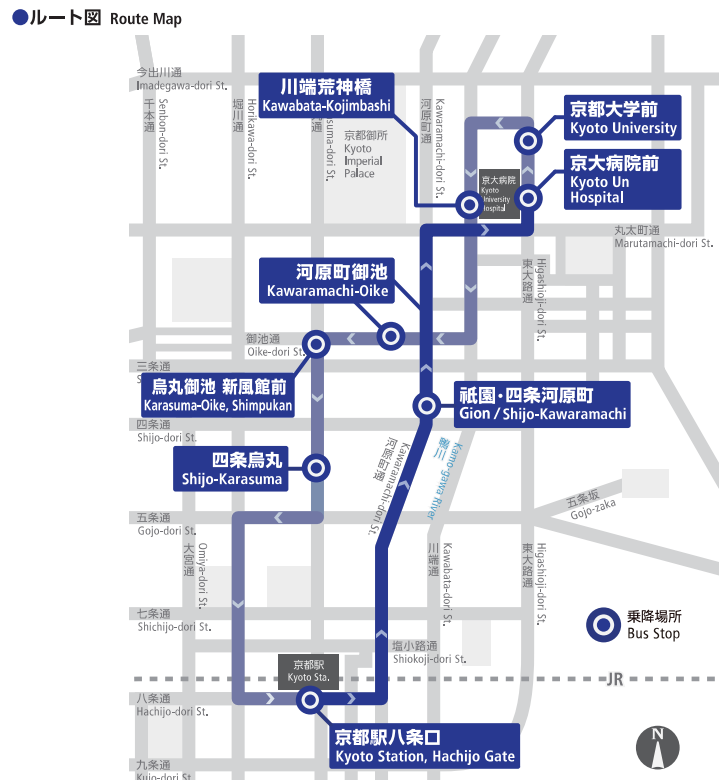 ●ルート図 Route Map
今出川通
Imadegawa-dori St.
千本通
Senbon-dori St.
堀川通
Horikawa-dori St.
川端荒神橋
Kawabata-Kojimbashi
河原町通
Kawaramachi-dori St.
京都大学前
Kyoto University
京都御所
Kyoto
Imperial
Palace
京大病院
Kyoto
University
Hospital
京大病院前
Kyoto Un
Hospital
丸太町通
Marutamachi-dori St.
河原町御池
Kawaramachi-Oike
東大路通
Higashioji-dori St.
御池通
Oike-dori St.
三条通
烏丸御池 新風館前
Karasuma-Oike, Shimpukan
祇園・四条河原町
Gion / Shijo-Kawaramachi
四条通
Shijo-dori St.
四条烏丸
Shijo-Karasuma
河原町通
Kawaramachi-dori St.
鴨川
Kamo-gawa River
五条坂
Gojo-zaka
五条通
Gojo-dori St.
大宮通
Omiya-dori St.
川端通
Kawabata-dori St.
東大路通
Higashioji-dori St.
七条通
Shichijo-dori St.
乗降場所
Bus Stop
塩小路通
Shiokoji-dori St.
京都駅
Kyoto Sta.
JR
八条通
Hachijo-dori St.
京都駅八条口
Kyoto Station, Hachijo Gate
N
九条通
Kujo-dori St.